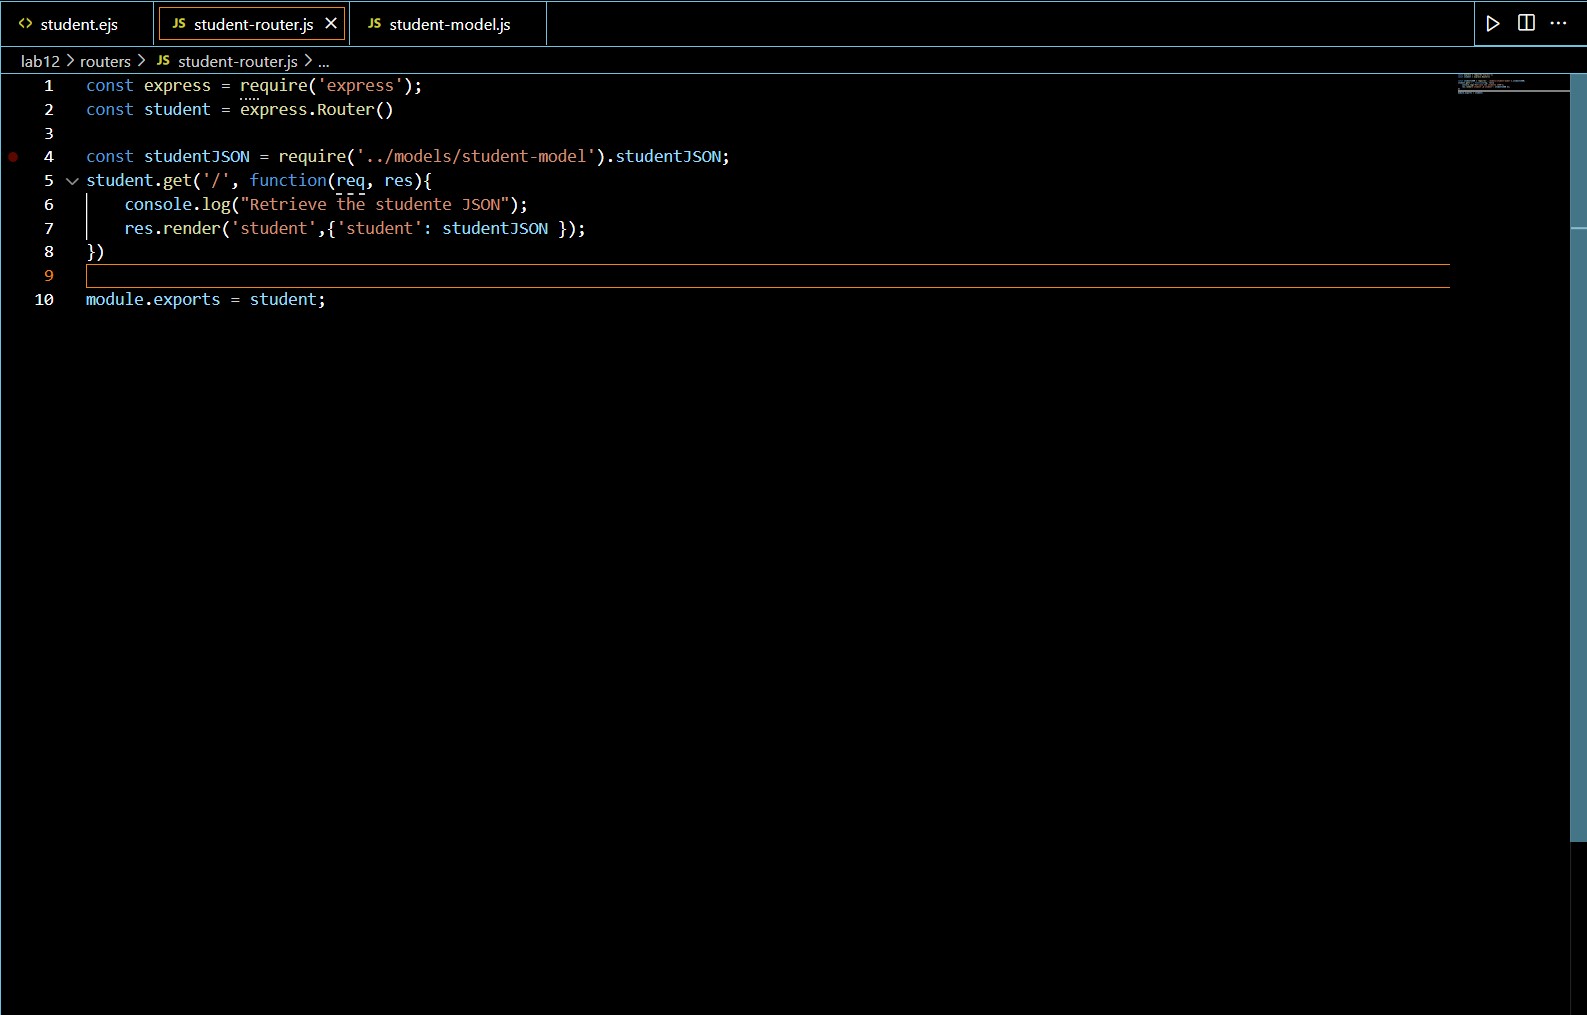 <> student.ejs JS student-router.js × JS student-model.js ...
lab12 > routers > JS student-router.js > ...
1 const express = require('express');
2 const student = express.Router()
3
4 const studentJSON = require('../models/student-model').studentJSON;
5 student.get('/', function(req, res){
6 console.log("Retrieve the studente JSON");
7 res.render('student',{'student': studentJSON });
8 })
9
10 module.exports = student;